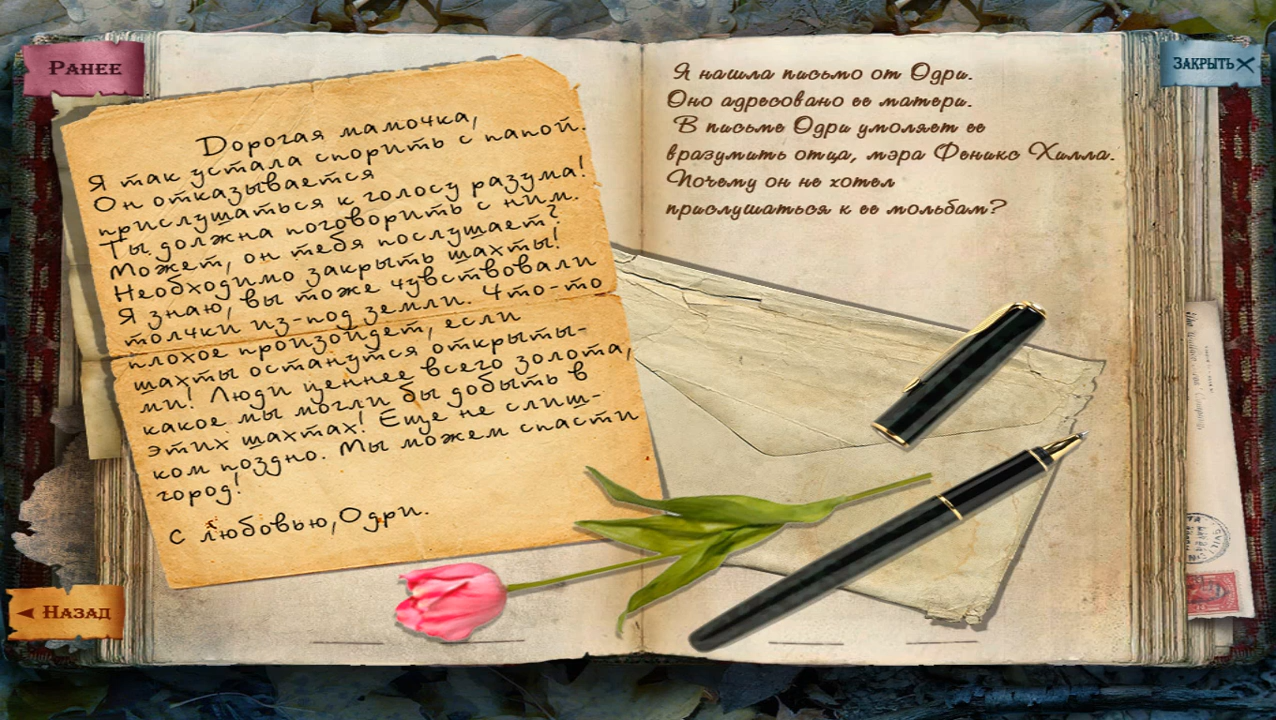 Ранее
Дорогая мамочка,
Я так устала спорить с папой.
Он отказывается
прислушаться к голосу разума!
Ты должна поговорить с ним.
Может, он тебя послушает?
Необходимо закрыть шахты!
Я знаю, вы тоже чувствовали
толчки из-под земли. Что-то
плохое произойдет, если
шахты останутся открыты-
ми! Люди ценнее всего золота,
какое мы могли бы добыть в
этих шахтах! Еще не слиш-
ком поздно. Мы можем спасти
город!
С любовью, Одри.
Назад
Я нашла письмо от Одри.
Оно адресовано ее матери.
В письме Одри умоляет ее
вразумить отца, мэра Феникс Хилла.
Почему он не хотел
прислушаться к ее мольбам?
Закрыть